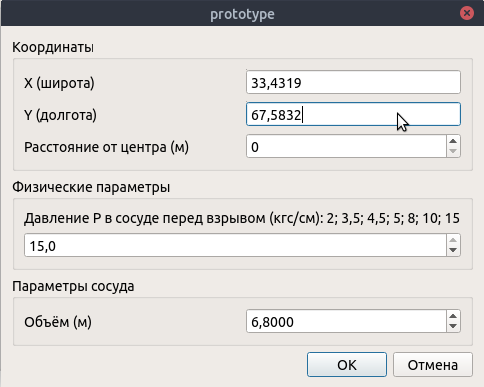 prototype
Координаты
X (широта)
33,4319
Y (долгота)
67,5832
Расстояние от центра (м)
0
Физические параметры
Давление P в сосуде перед взрывом (кгс/см): 2; 3,5; 4,5; 5; 8; 10; 15
15,0
Параметры сосуда
Объём (м)
6,8000
OK
Отмена